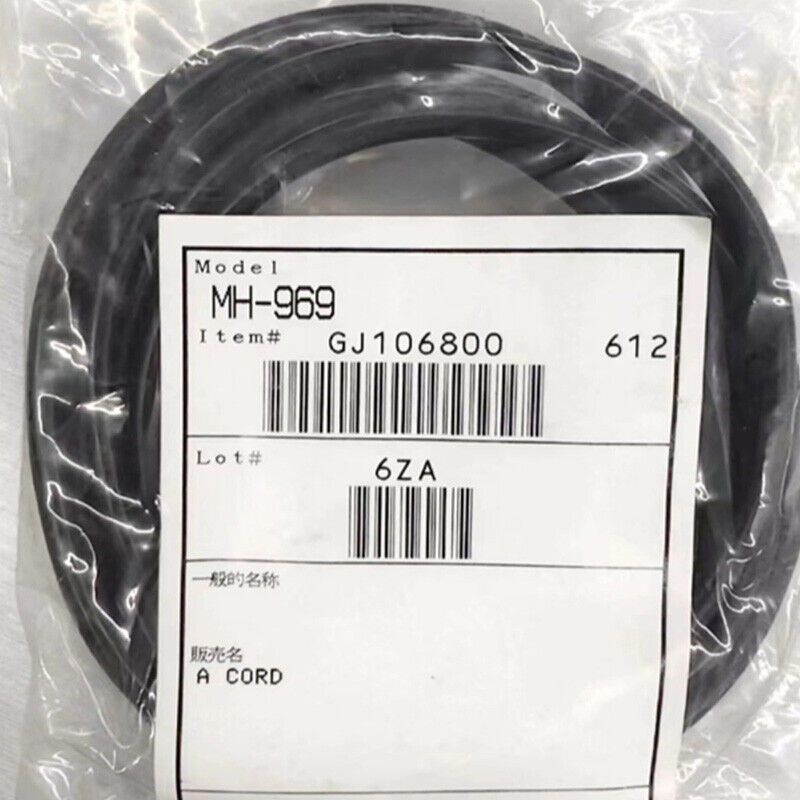 Model
MH-969
Item# GJ106800 612
Lot# 6ZA
一般的名称
販売名
A CORD